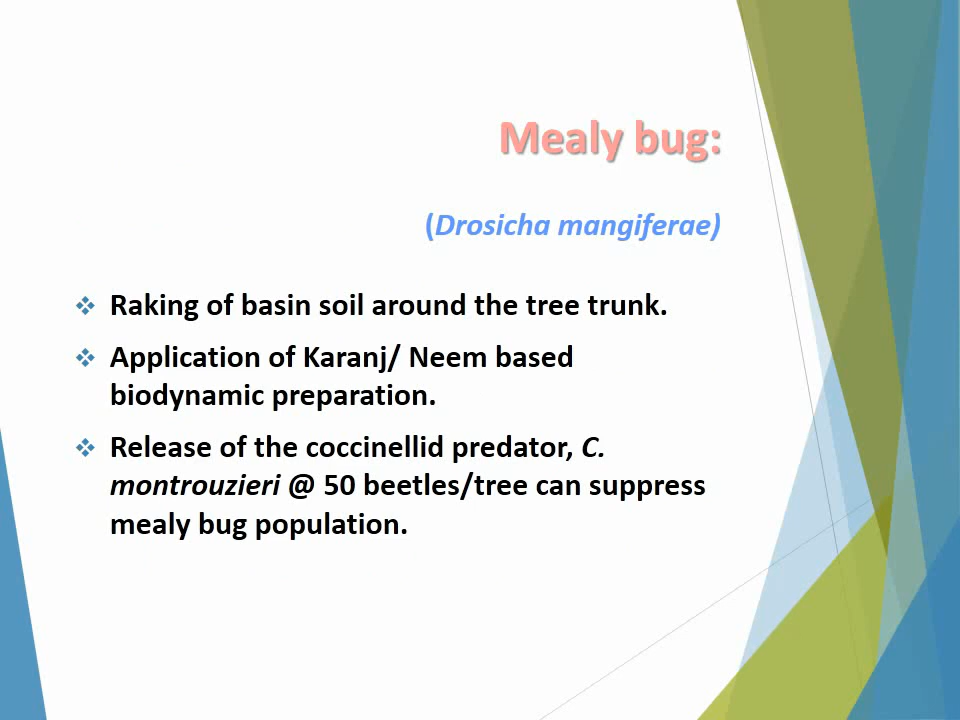 Mealy bug:
(Drosicha mangiferae)
❖ Raking of basin soil around the tree trunk.
❖ Application of Karanj/ Neem based
biodynamic preparation.
❖ Release of the coccinellid predator, C.
montrouzieri @ 50 beetles/tree can suppress
mealy bug population.